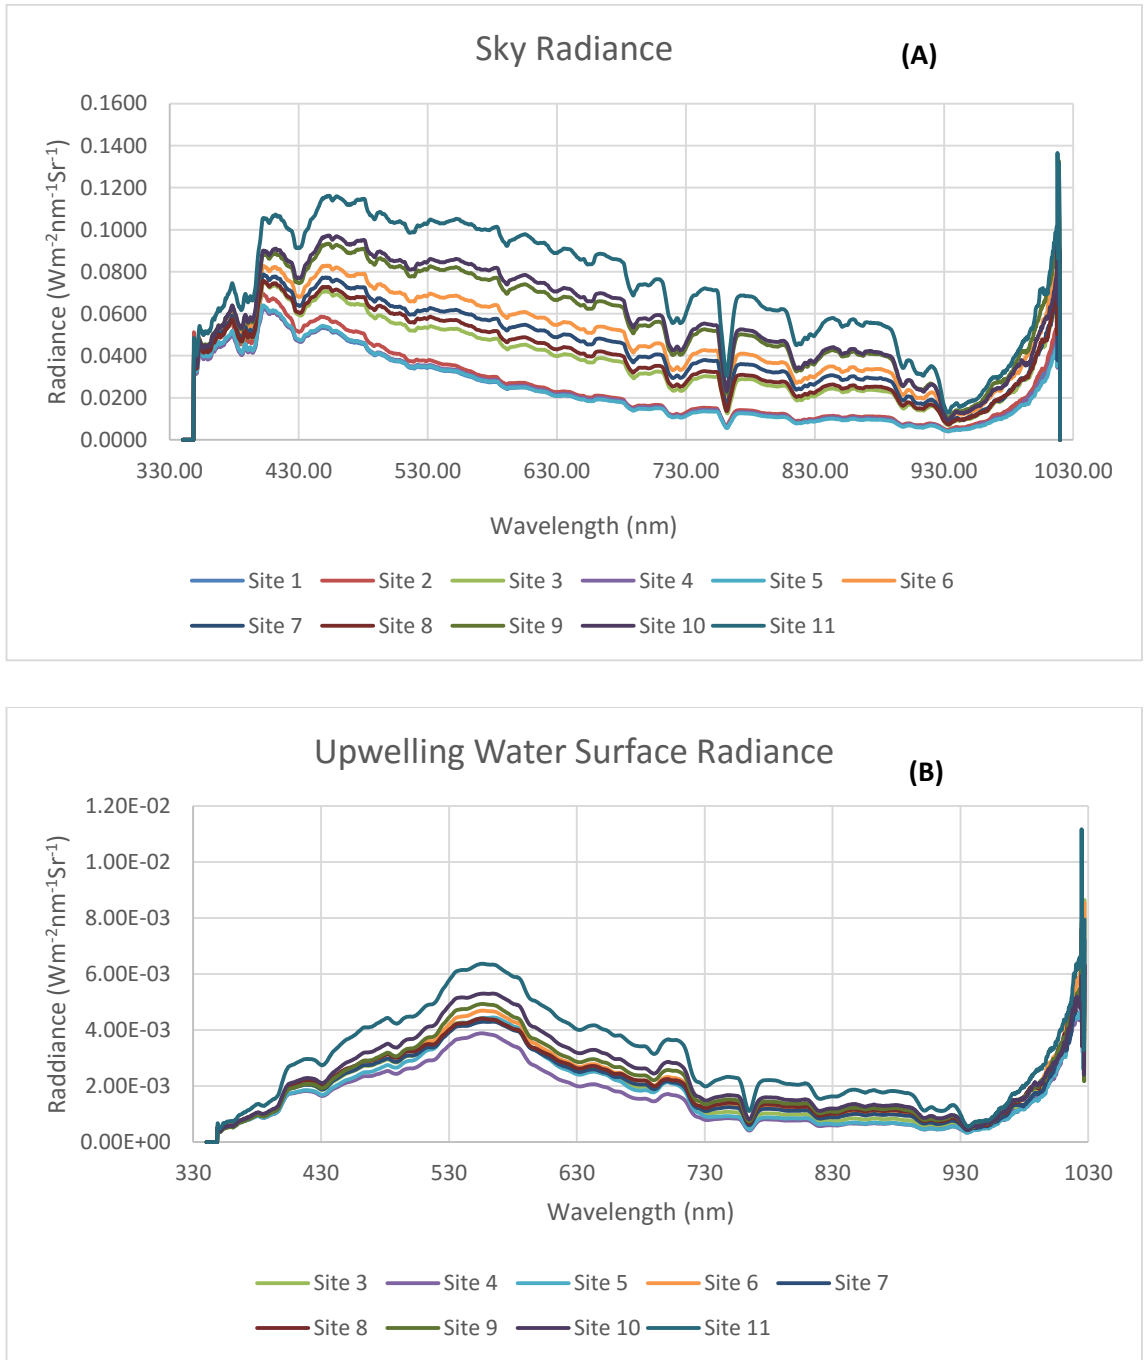 Sky Radiance
(A)
Radiance (Wm-2nm-1Sr-1)
0.1600
0.1400
0.1200
0.1000
0.0800
0.0600
0.0400
0.0200
0.0000
330.00 430.00 530.00 630.00 730.00 830.00 930.00 1030.00
Wavelength (nm)
Site 1 Site 2 Site 3 Site 4 Site 5 Site 6
Site 7 Site 8 Site 9 Site 10 Site 11
Upwelling Water Surface Radiance
(B)
Raddiance (Wm-2nm-1Sr-1)
1.20E-02
1.00E-02
8.00E-03
6.00E-03
4.00E-03
2.00E-03
0.00E+00
330 430 530 630 730 830 930 1030
Wavelength (nm)
Site 3 Site 4 Site 5 Site 6 Site 7
Site 8 Site 9 Site 10 Site 11